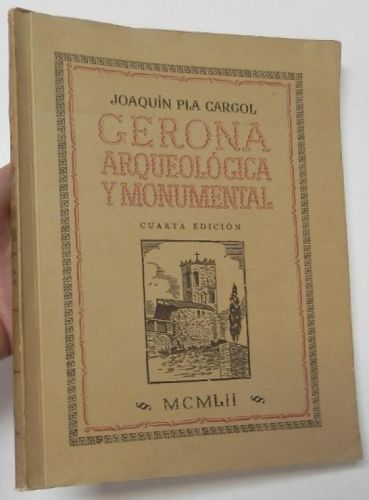 JOAQUÍN PLA CARGOL
GERONA
ARQUEOLÓGICA
Y MONUMENTAL
CUARTA EDICIÓN
MCMLII